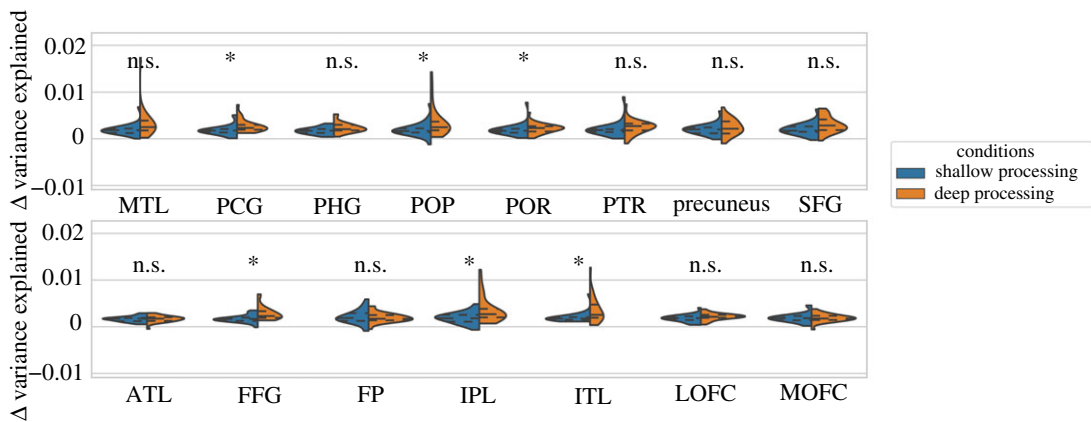 Δ variance explained
0.02
0.01
0
−0.01
n.s. * n.s. * * n.s. n.s. n.s.
MTL PCG PHG POP POR PTR precuneus SFG
conditions
shallow processing
deep processing
Δ variance explained
0.02
0.01
0
−0.01
n.s. * n.s. * * n.s. n.s.
ATL FFG FP IPL ITL LOFC MOFC